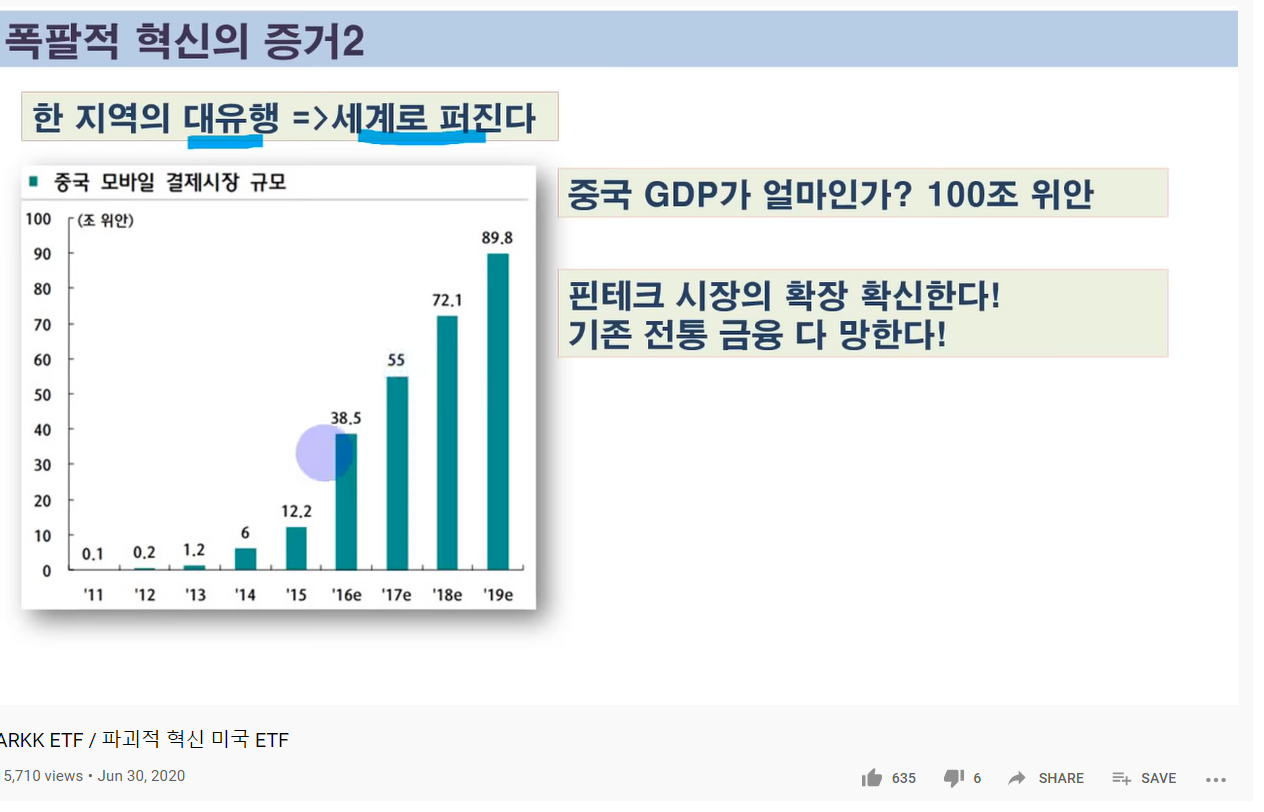 폭팔적 혁신의 증거2
한 지역의 대유행 =>세계로 퍼진다
중국 모바일 결제시장 규모
(조 위안)
100
90
80
70
60
50
40
30
20
10
0
0.1
0.2
1.2
6
12.2
38.5
55
72.1
89.8
'11 '12 '13 '14 '15 '16e '17e '18e '19e
중국 GDP가 얼마인가? 100조 위안
핀테크 시장의 확장 확신한다!
기존 전통 금융 다 망한다!
ARKK ETF / 파괴적 혁신 미국 ETF
5,710 views • Jun 30, 2020
635
6
SHARE
SAVE